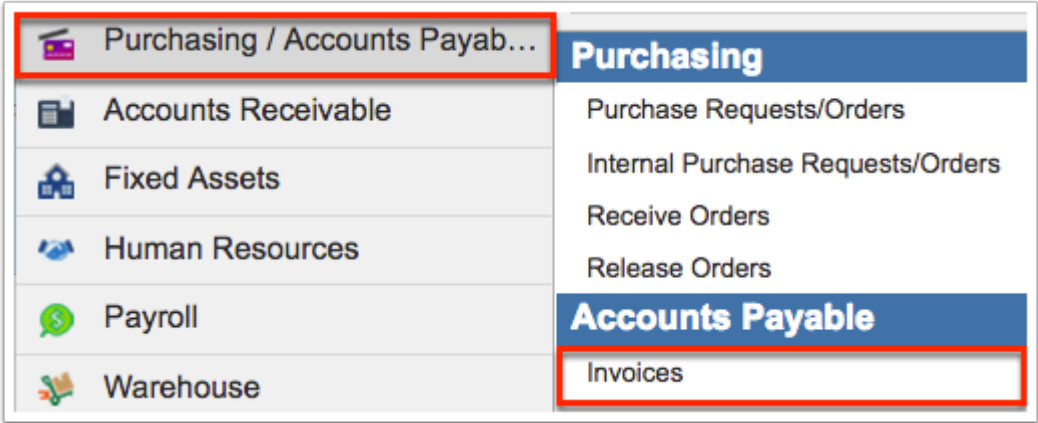 Purchasing / Accounts Payab...
Accounts Receivable
Fixed Assets
Human Resources
Payroll
Warehouse
Purchasing
Purchase Requests/Orders
Internal Purchase Requests/Orders
Receive Orders
Release Orders
Accounts Payable
Invoices